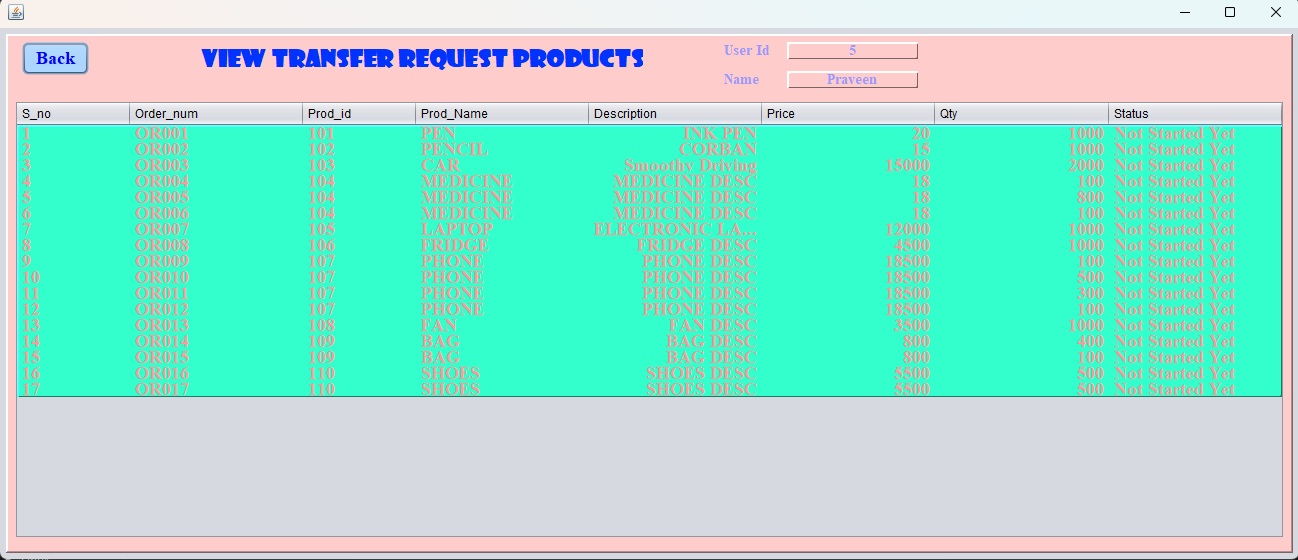 Back
VIEW TRANSFER REQUEST PRODUCTS
User Id 5
Name Praveen
S_no Order_num Prod_id Prod_Name Description Price Qty Status
1 OR001 101 PEN INK PEN 20 1000 Not Started Yet
2 OR002 102 PENCIL CORBAN 15 1000 Not Started Yet
3 OR003 103 CAR Smoothy Driving 15000 2000 Not Started Yet
4 OR004 104 MEDICINE MEDICINE DESC 18 100 Not Started Yet
5 OR005 104 MEDICINE MEDICINE DESC 18 800 Not Started Yet
6 OR006 104 MEDICINE MEDICINE DESC 18 100 Not Started Yet
7 OR007 105 LAPTOP ELECTRONIC LA... 12000 1000 Not Started Yet
8 OR008 106 FRIDGE FRIDGE DESC 4500 1000 Not Started Yet
9 OR009 107 PHONE PHONE DESC 18500 100 Not Started Yet
10 OR010 107 PHONE PHONE DESC 18500 500 Not Started Yet
11 OR011 107 PHONE PHONE DESC 18500 300 Not Started Yet
12 OR012 107 PHONE PHONE DESC 18500 100 Not Started Yet
13 OR013 108 FAN FAN DESC 3500 1000 Not Started Yet
14 OR014 109 BAG BAG DESC 800 400 Not Started Yet
15 OR015 109 BAG BAG DESC 800 100 Not Started Yet
16 OR016 110 SHOES SHOES DESC 5500 500 Not Started Yet
17 OR017 110 SHOES SHOES DESC 5500 500 Not Started Yet